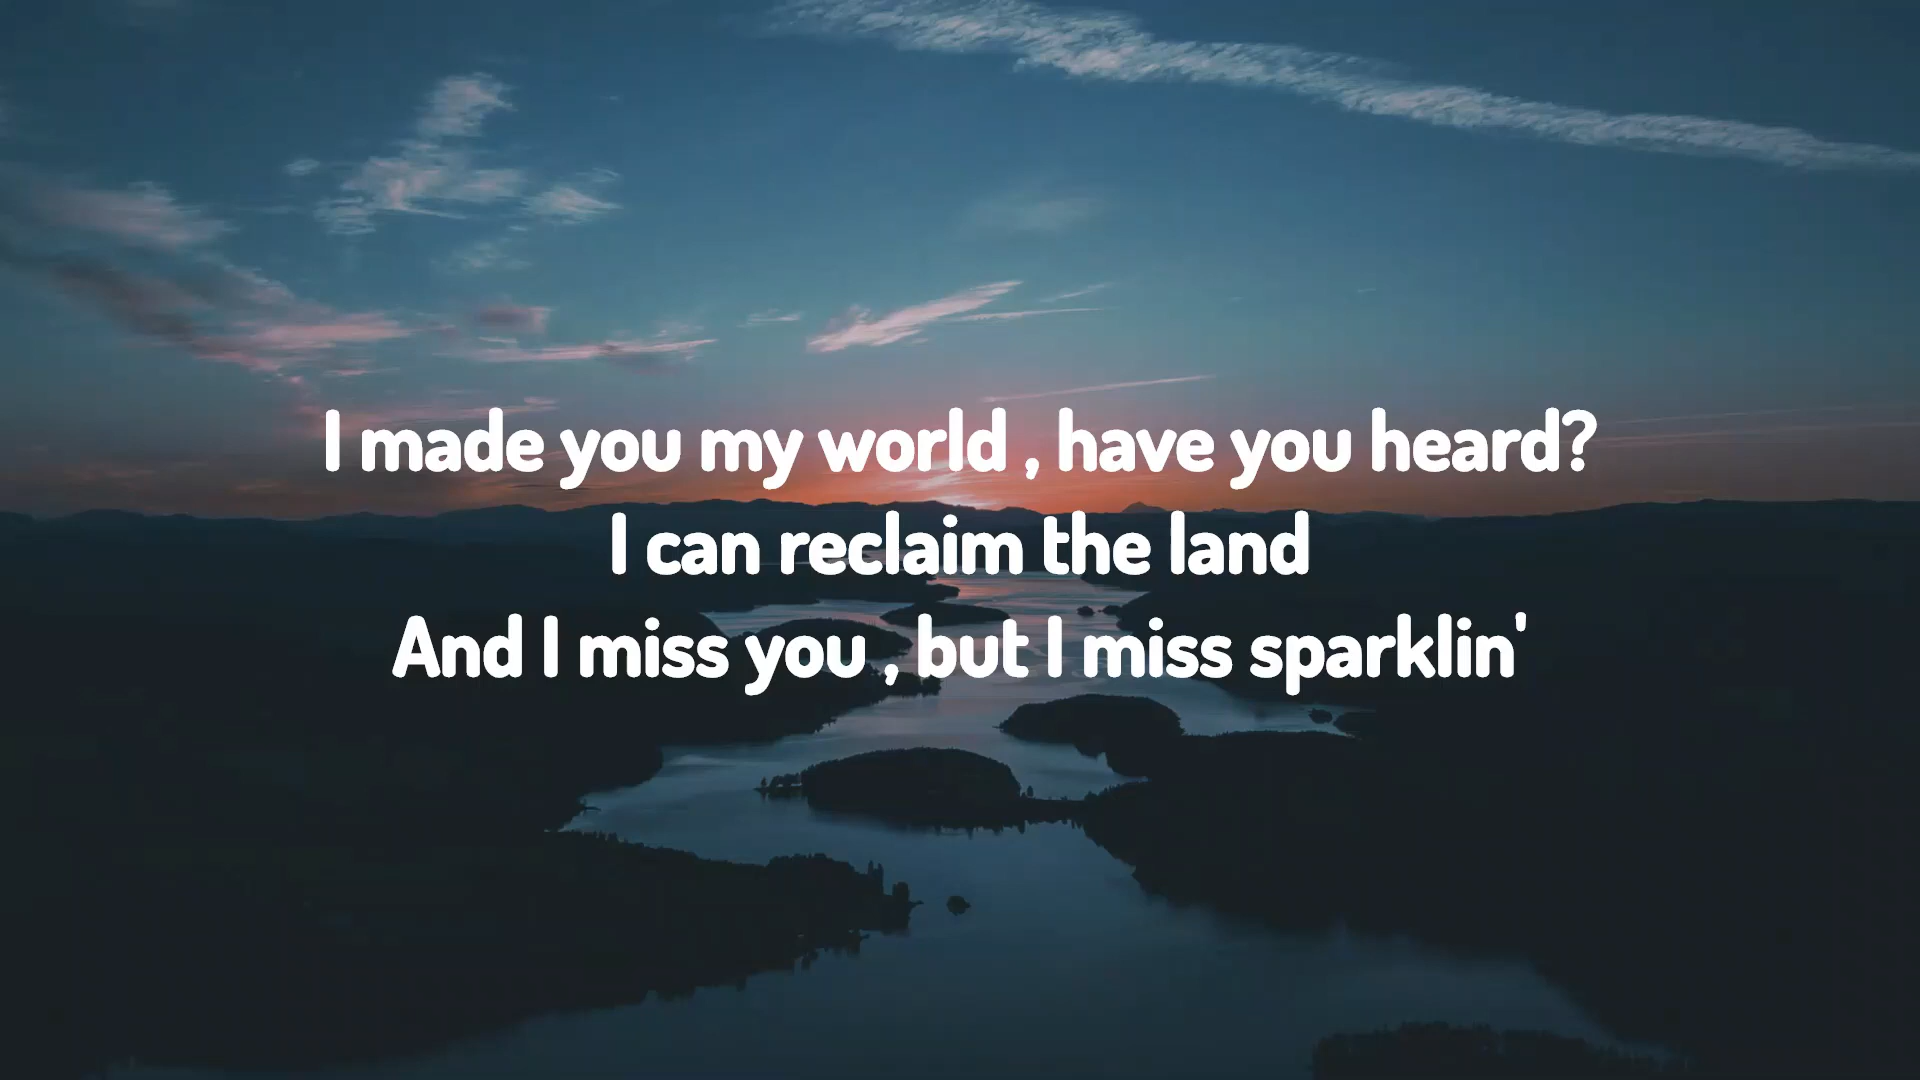 I made you my world , have you heard?
I can reclaim the land
And I miss you , but I miss sparklin'